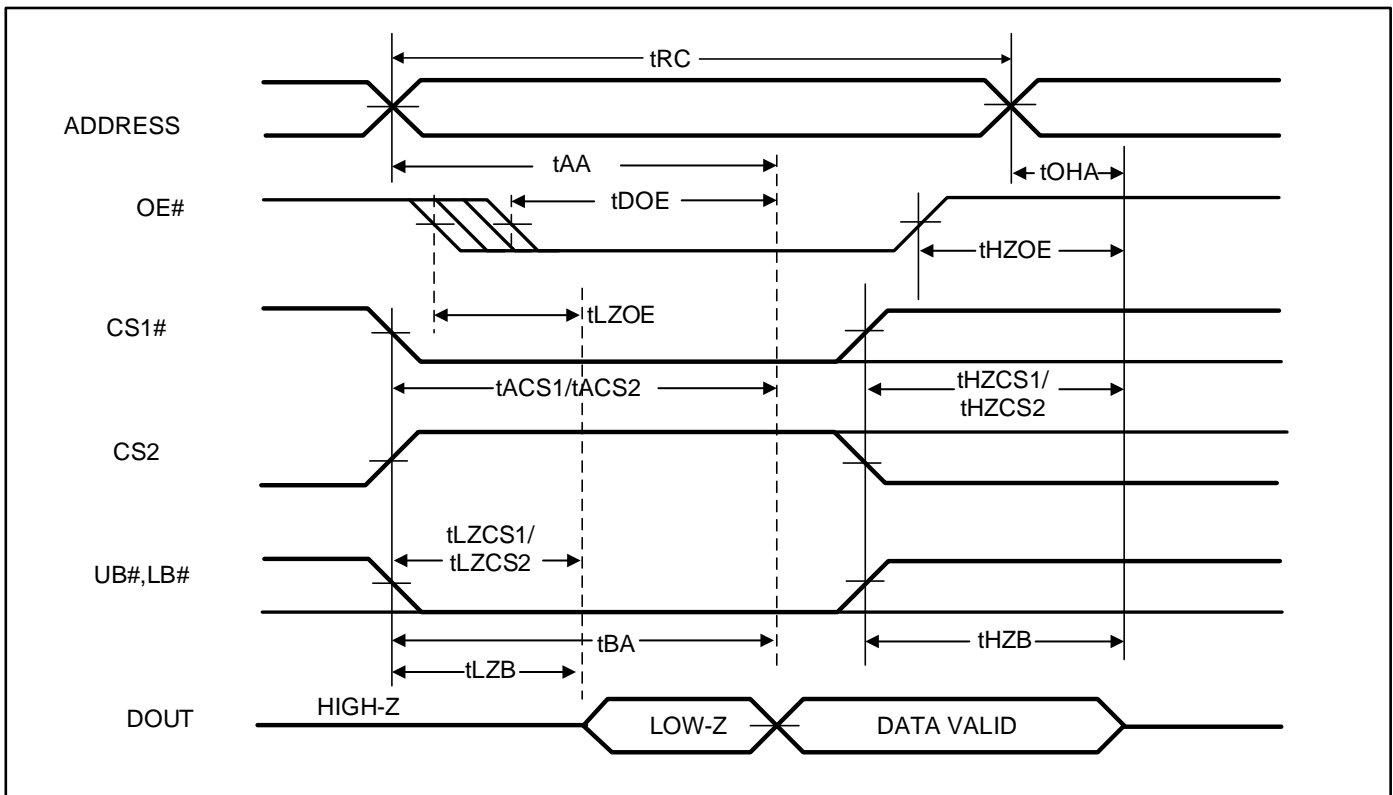 tRC
ADDRESS
tAA
tOHA
OE#
tDOE
tHZOE
tLZOE
CS1#
tACS1/tACS2
tHZCS1/
tHZCS2
CS2
tLZCS1/
tLZCS2
UB#,LB#
tBA
tHZB
tLZB
DOUT
HIGH-Z
LOW-Z
DATA VALID